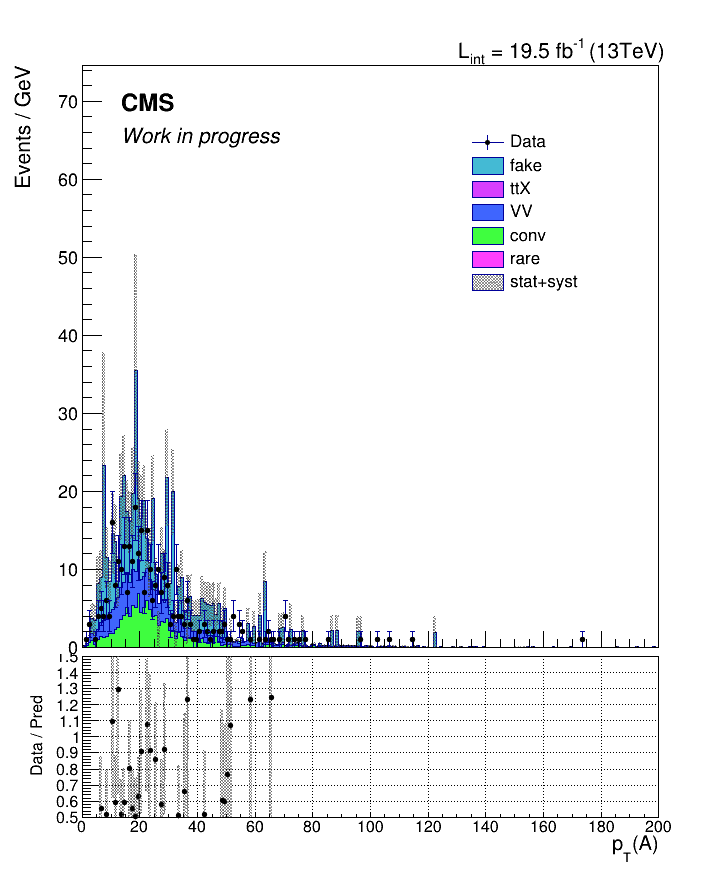 L_int = 19.5 fb^-1 (13TeV)
Events / GeV
CMS
Work in progress
Data
fake
ttX
VV
conv
rare
stat+syst
70
60
50
40
30
20
10
0
Data / Pred
1.5
1.4
1.3
1.2
1.1
1
0.9
0.8
0.7
0.6
0.5
0 20 40 60 80 100 120 140 160 180 200
p_T(A)